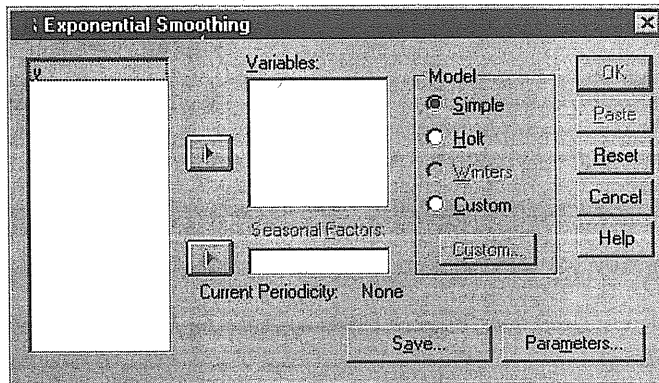 Exponential Smoothing
y
Variables:
Model
Simple
Holt
Winters
Custom
Custom...
OK
Paste
Reset
Cancel
Help
Seasonal Factors:
Current Periodicity: None
Save...
Parameters...